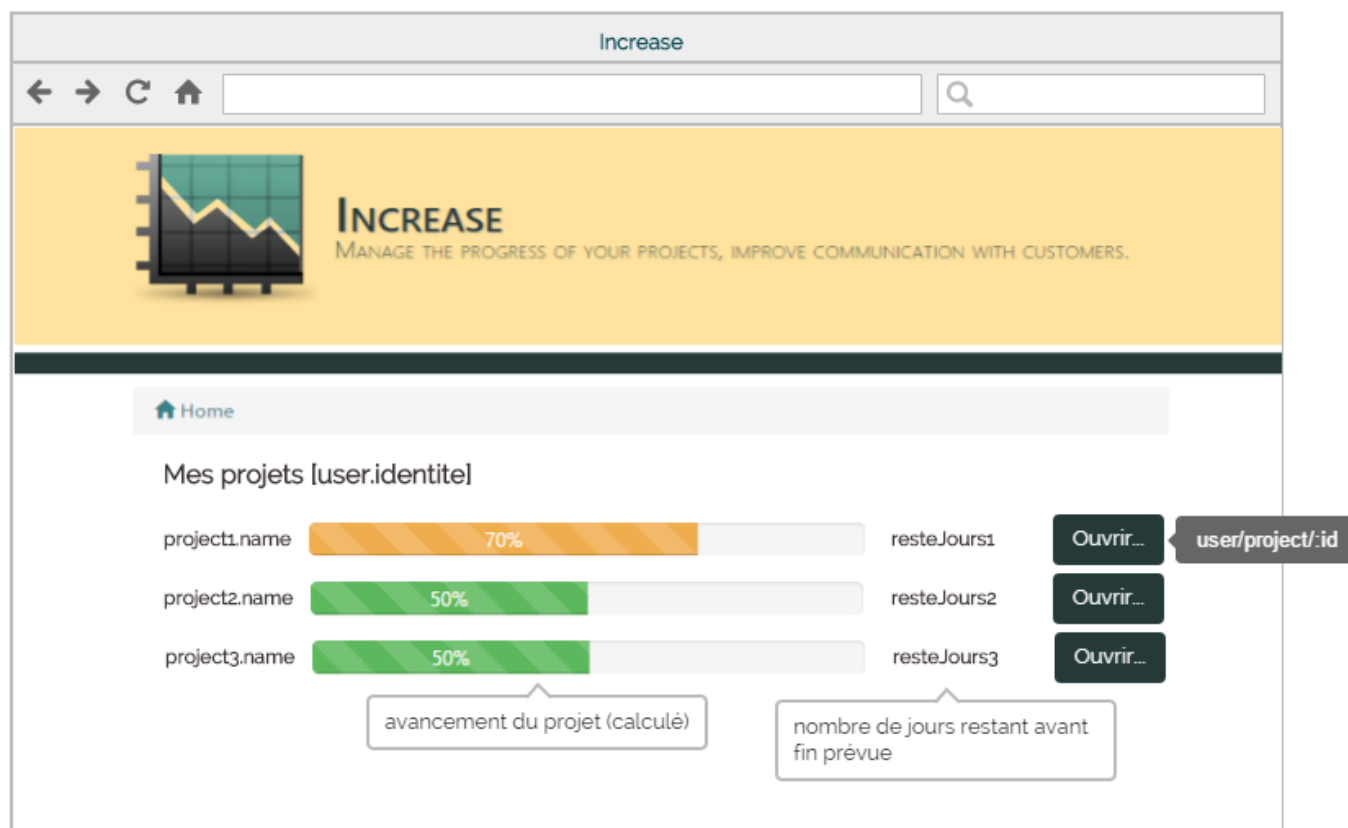 Increase
INCREASE
MANAGE THE PROGRESS OF YOUR PROJECTS, IMPROVE COMMUNICATION WITH CUSTOMERS.
Home
Mes projets [user.identite]
project1.name 70% resteJours1 Ouvrir... user/project/:id
project2.name 50% resteJours2 Ouvrir...
project3.name 50% resteJours3 Ouvrir...
avancement du projet (calculé)
nombre de jours restant avant
fin prévue